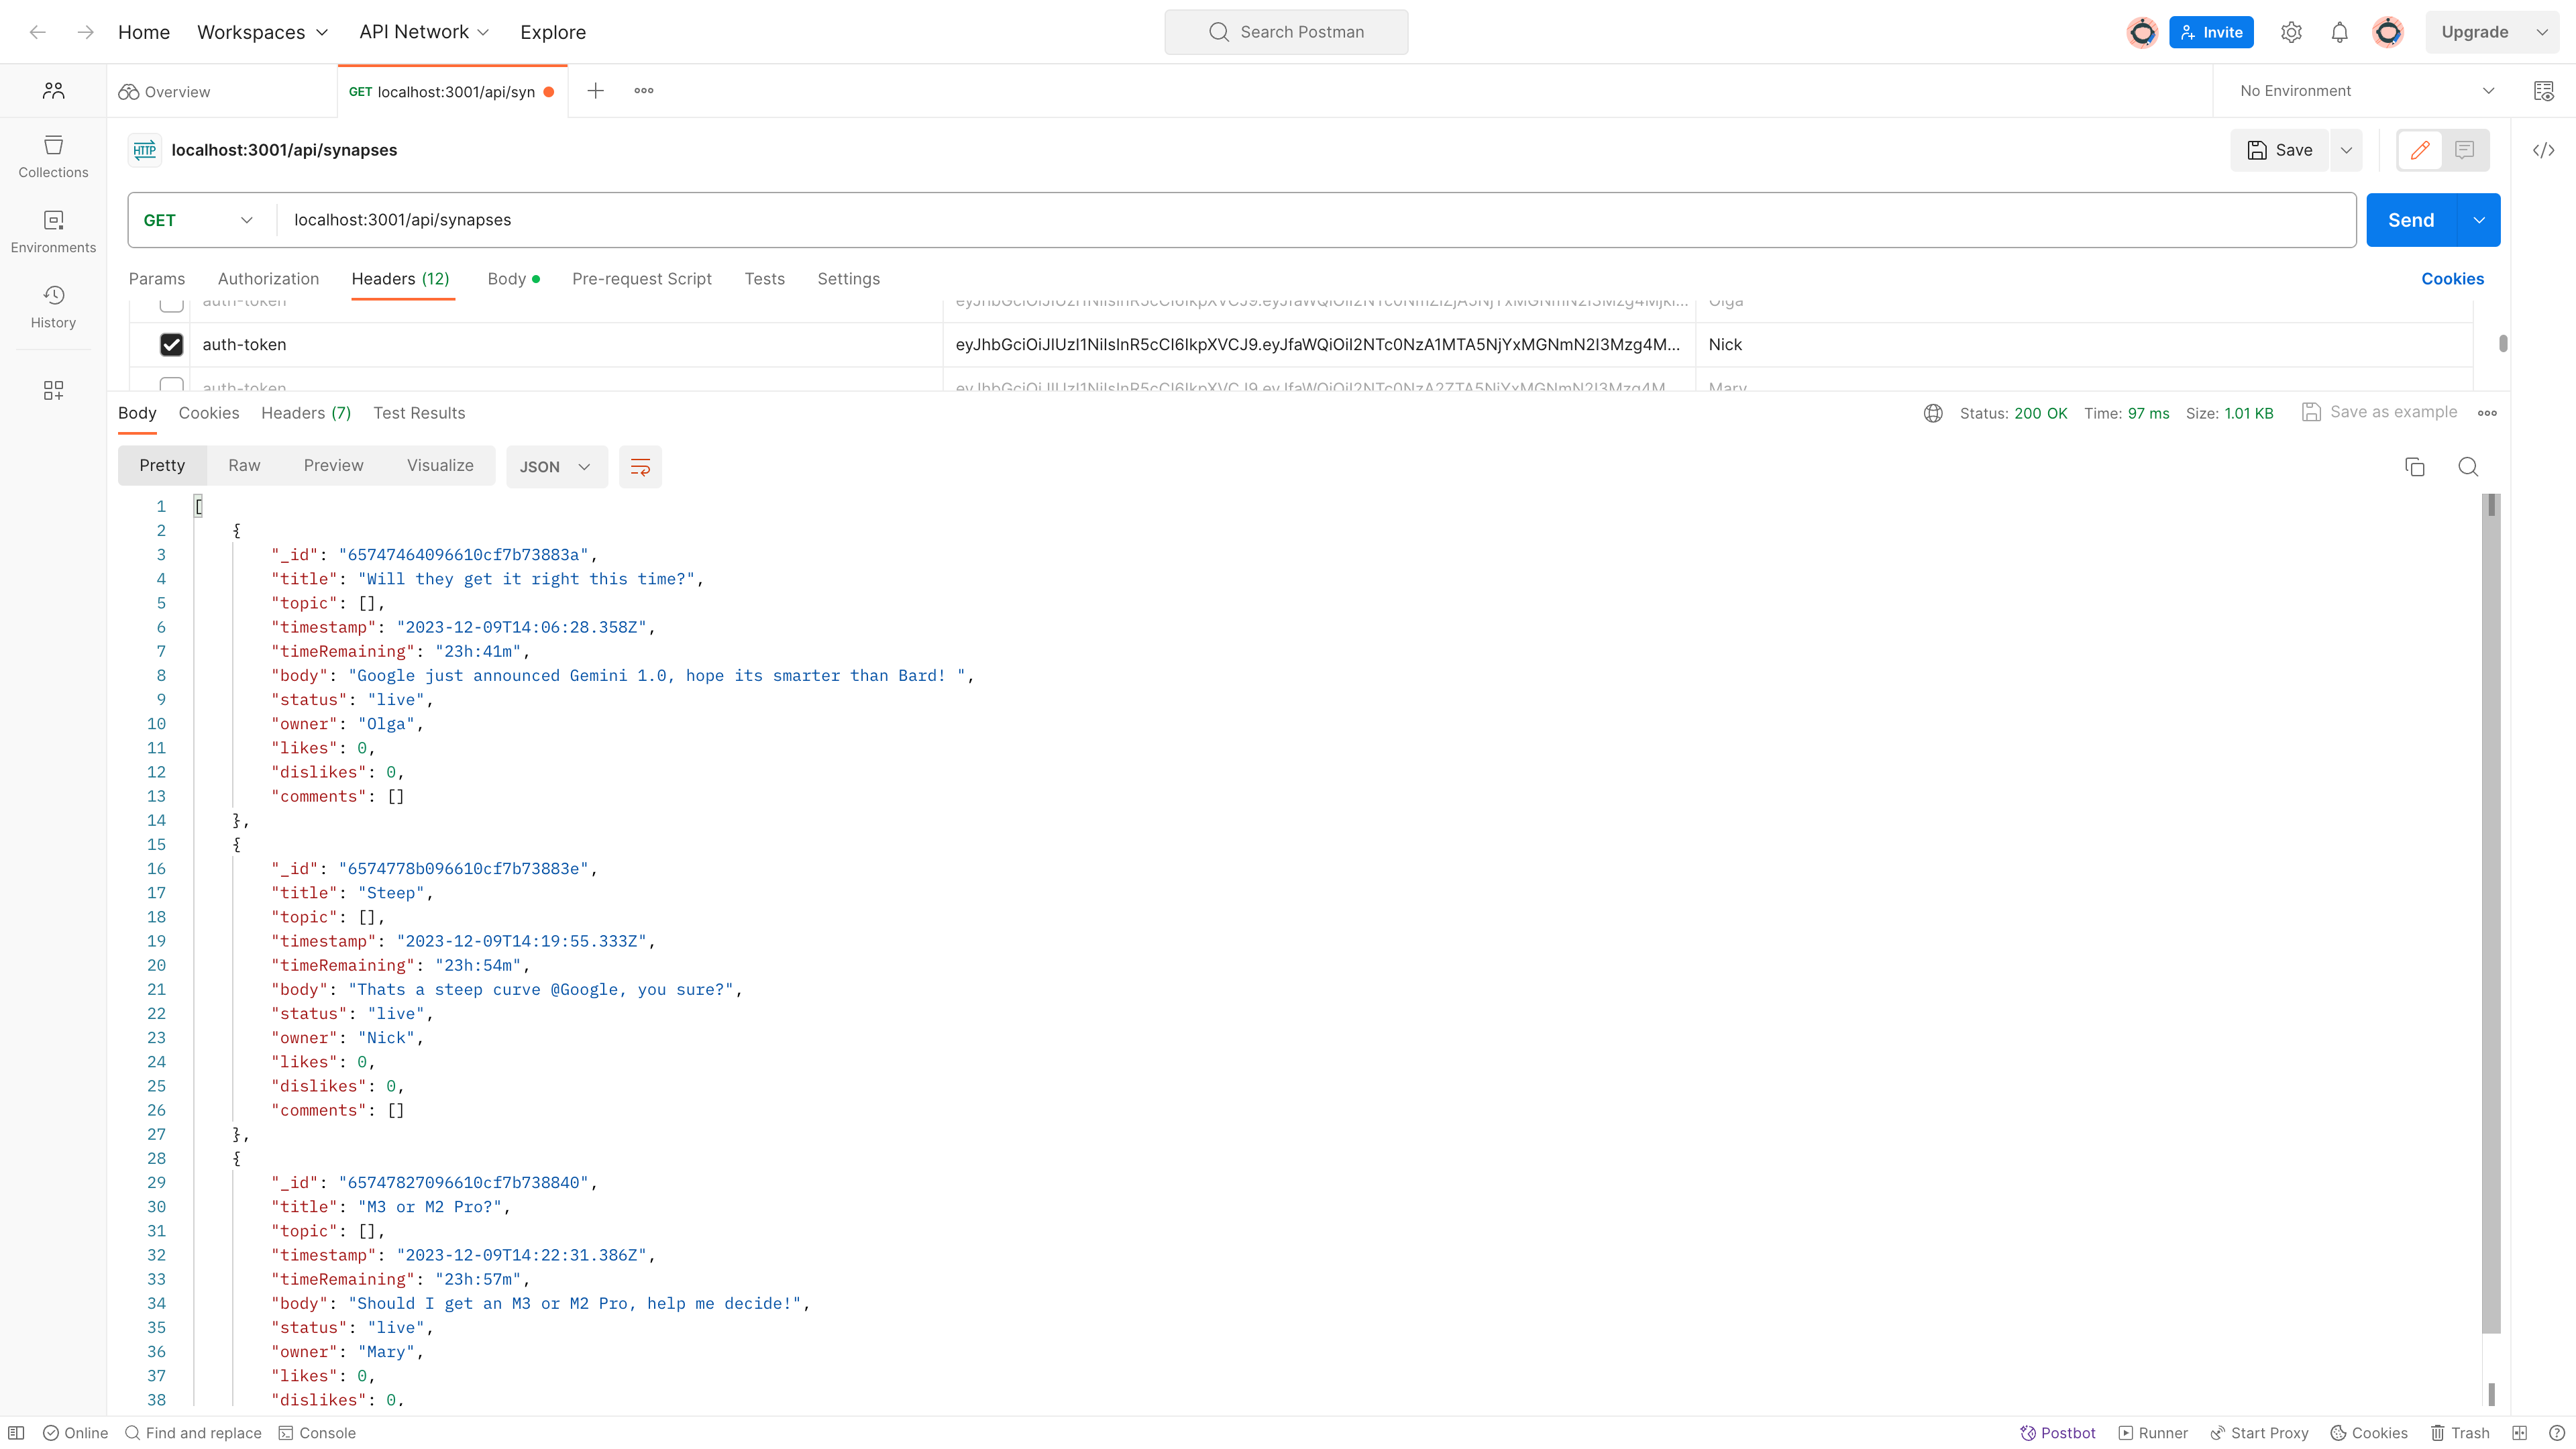 Home Workspaces API Network Explore Search Postman Invite Upgrade
Overview GET localhost:3001/api/syn No Environment
HTTP localhost:3001/api/synapses Save
Collections
GET localhost:3001/api/synapses Send
Environments
Params Authorization Headers (12) Body Pre-request Script Tests Settings Cookies
auth-token Olga
History
auth-token Nick
auth-token Mary
Body Cookies Headers (7) Test Results Status: 200 OK Time: 97 ms Size: 1.01 KB Save as example
Pretty Raw Preview Visualize JSON
1 [
2 {
3 "_id": "65747464096610cf7b73883a",
4 "title": "Will they get it right this time?",
5 "topic": [],
6 "timestamp": "2023-12-09T14:06:28.358Z",
7 "timeRemaining": "23h:41m",
8 "body": "Google just announced Gemini 1.0, hope its smarter than Bard! ",
9 "status": "live",
10 "owner": "Olga",
11 "likes": 0,
12 "dislikes": 0,
13 "comments": []
14 },
15 {
16 "_id": "6574778b096610cf7b73883e",
17 "title": "Steep",
18 "topic": [],
19 "timestamp": "2023-12-09T14:19:55.333Z",
20 "timeRemaining": "23h:54m",
21 "body": "Thats a steep curve @Google, you sure?",
22 "status": "live",
23 "owner": "Nick",
24 "likes": 0,
25 "dislikes": 0,
26 "comments": []
27 },
28 {
29 "_id": "65747827096610cf7b738840",
30 "title": "M3 or M2 Pro?",
31 "topic": [],
32 "timestamp": "2023-12-09T14:22:31.386Z",
33 "timeRemaining": "23h:57m",
34 "body": "Should I get an M3 or M2 Pro, help me decide!",
35 "status": "live",
36 "owner": "Mary",
37 "likes": 0,
38 "dislikes": 0,
Online Find and replace Console Postbot Runner Start Proxy Cookies Trash